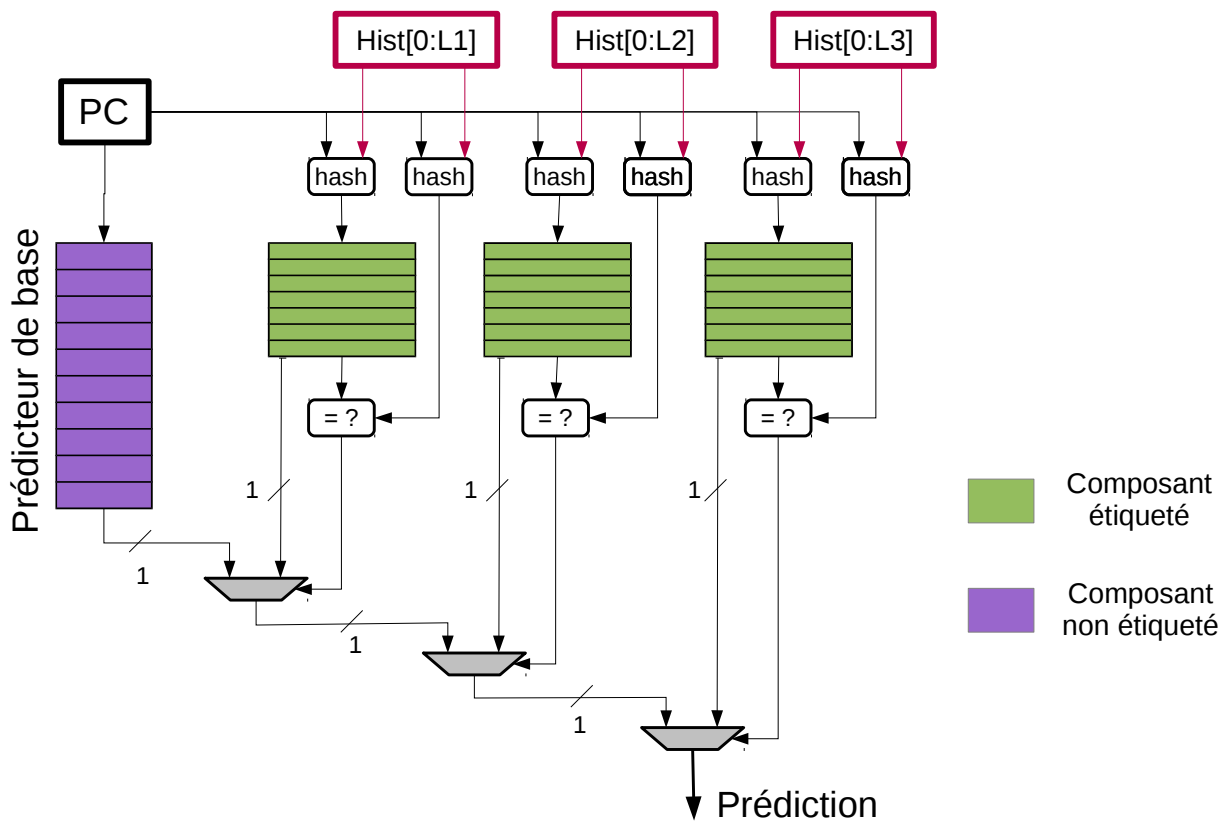 Hist[0:L1]
Hist[0:L2]
Hist[0:L3]
PC
hash
hash
hash
hash
hash
hash
Prédicteur de base
= ?
= ?
= ?
1
1
1
Composant
étiqueté
1
Composant
non étiqueté
1
1
Prédiction